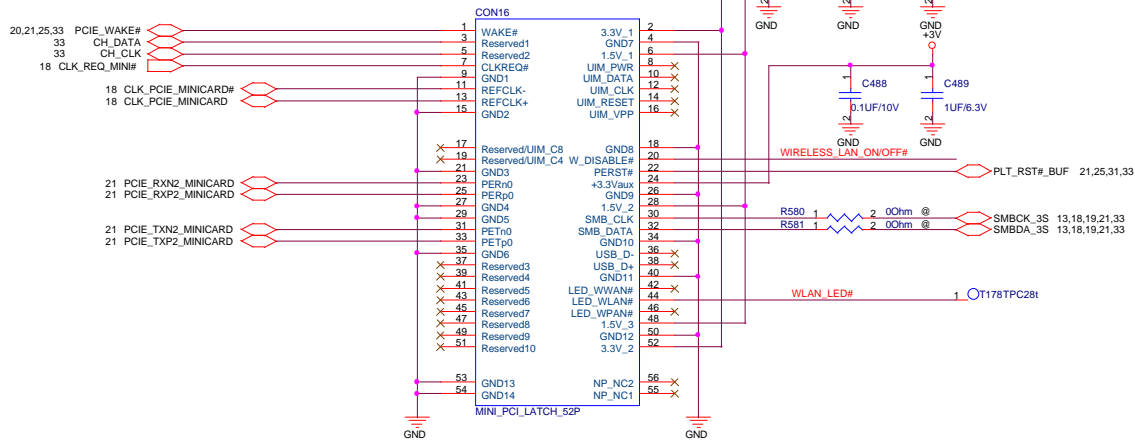 2 2 2
GND GND GND
+3V
CON16
20,21,25,33 PCIE_WAKE# 1 WAKE# 3.3V_1 2
33 CH_DATA 3 Reserved1 GND7 4
33 CH_CLK 5 Reserved2 1.5V_1 6
18 CLK_REQ_MINI# 7 CLKREQ# UIM_PWR 8
9 GND1 UIM_DATA 10
18 CLK_PCIE_MINICARD# 11 REFCLK- UIM_CLK 12
18 CLK_PCIE_MINICARD 13 REFCLK+ UIM_RESET 14
15 GND2 UIM_VPP 16
1 C488 1 C489
0.1UF/10V 1UF/6.3V
2 2
GND GND
17 Reserved/UIM_C8 GND8 18
19 Reserved/UIM_C4 W_DISABLE# 20 WIRELESS_LAN_ON/OFF#
21 GND3 PERST# 22 PLT_RST#_BUF 21,25,31,33
21 PCIE_RXN2_MINICARD 23 PERn0 +3.3Vaux 24
21 PCIE_RXP2_MINICARD 25 PERp0 GND9 26
27 GND4 1.5V_2 28
29 GND5 SMB_CLK 30 R580 1 2 0Ohm @ SMBCK_3S 13,18,19,21,33
21 PCIE_TXN2_MINICARD 31 PETn0 SMB_DATA 32 R581 1 2 0Ohm @ SMBDA_3S 13,18,19,21,33
21 PCIE_TXP2_MINICARD 33 PETp0 GND10 34
35 GND6 USB_D- 36
37 Reserved3 USB_D+ 38
39 Reserved4 GND11 40
41 Reserved5 LED_WWAN# 42
43 Reserved6 LED_WLAN# 44 WLAN_LED# 1 T178TPC28t
45 Reserved7 LED_WPAN# 46
47 Reserved8 1.5V_3 48
49 Reserved9 GND12 50
51 Reserved10 3.3V_2 52
53 GND13 NP_NC2 56
54 GND14 NP_NC1 55
MINI_PCI_LATCH_52P
GND GND